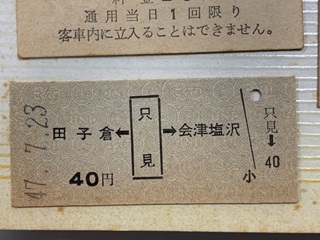 通用当日1回限り
客車内に立入ることはできません。
47.7.23
田子倉←只見→会津塩沢
40円
小
只見
↓
40
只